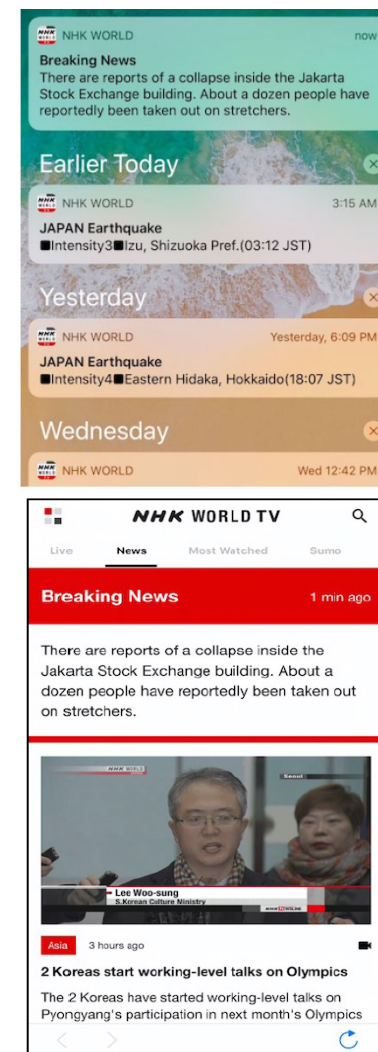 NHK WORLD now
Breaking News
There are reports of a collapse inside the Jakarta
Stock Exchange building. About a dozen people have
reportedly been taken out on stretchers.
Earlier Today
NHK WORLD 3:15 AM
JAPAN Earthquake
■Intensity3■Izu, Shizuoka Pref.(03:12 JST)
Yesterday
NHK WORLD Yesterday, 6:09 PM
JAPAN Earthquake
■Intensity4■Eastern Hidaka, Hokkaido(18:07 JST)
Wednesday
NHK WORLD Wed 12:42 PM
NHK WORLD TV
Live News Most Watched Sumo
Breaking News 1 min ago
There are reports of a collapse inside the
Jakarta Stock Exchange building. About a
dozen people have reportedly been taken out
on stretchers.
NHK WORLD Seoul
Lee Woo-sung
S.Korean Culture Ministry
Asia 3 hours ago
2 Koreas start working-level talks on Olympics
The 2 Koreas have started working-level talks on
Pyongyang's participation in next month's Olympics